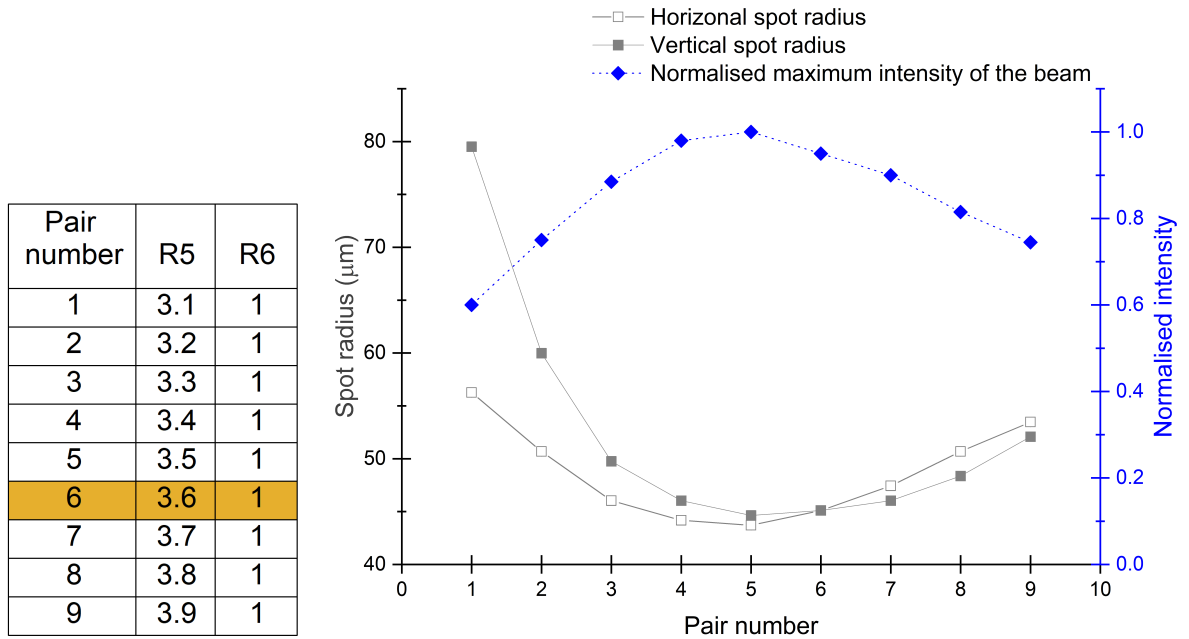 Horizonal spot radius
Vertical spot radius
Normalised maximum intensity of the beam
Pair
number R5 R6
1 3.1 1
2 3.2 1
3 3.3 1
4 3.4 1
5 3.5 1
6 3.6 1
7 3.7 1
8 3.8 1
9 3.9 1
Spot radius (μm)
80
70
60
50
40
0 1 2 3 4 5 6 7 8 9 10
Pair number
1.0
0.8
0.6
0.4
0.2
0.0
Normalised intensity